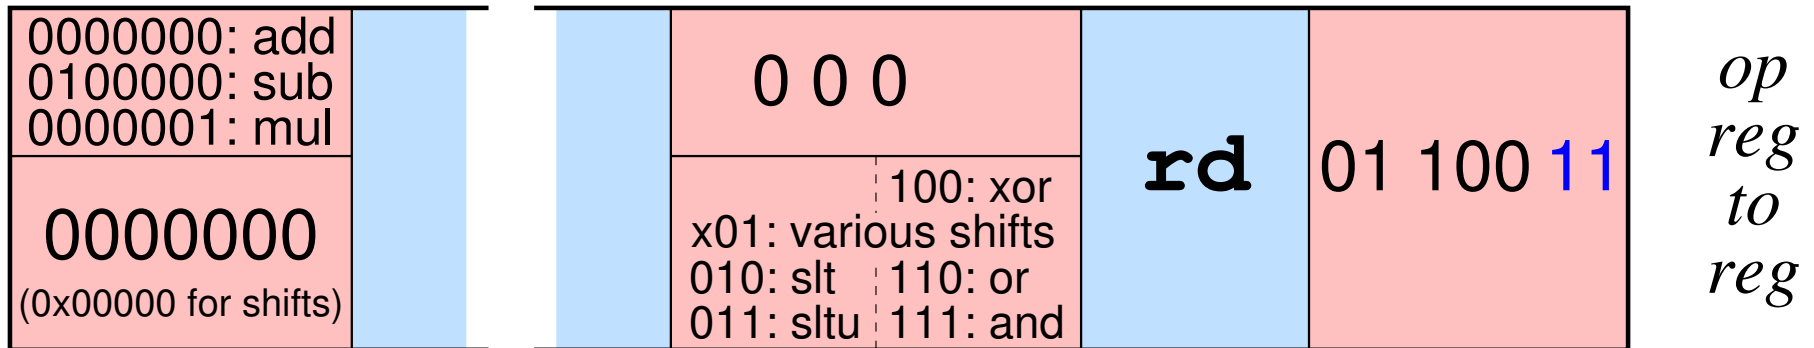 0000000: add
0100000: sub
0000001: mul
0000000
(0x00000 for shifts)
0 0 0
100: xor
x01: various shifts
010: slt 110: or
011: sltu 111: and
rd
01 100 11
op
reg
to
reg